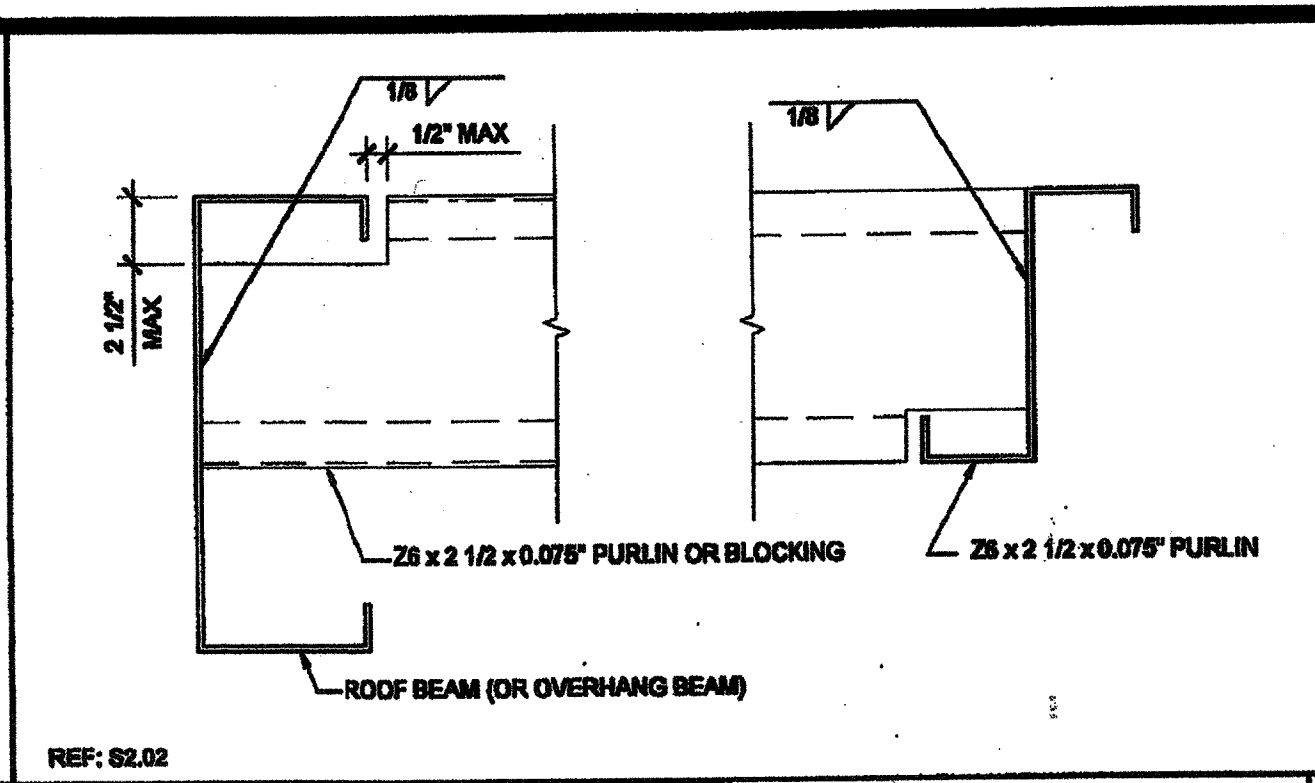 1/8
1/2" MAX
1/8
2 1/2"
MAX
Z6 x 2 1/2 x 0.075" PURLIN OR BLOCKING
Z6 x 2 1/2 x 0.075" PURLIN
ROOF BEAM (OR OVERHANG BEAM)
REF: S2.02